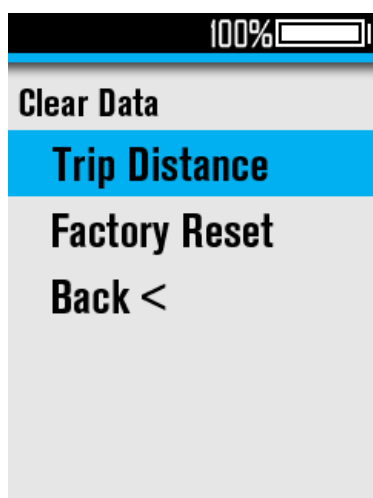 100%
Clear Data
Trip Distance
Factory Reset
Back <